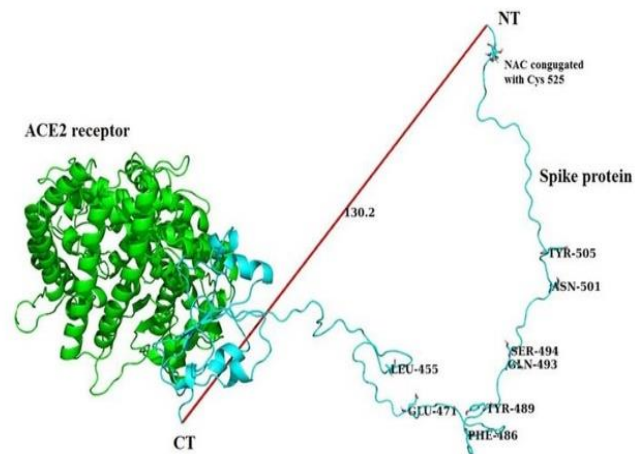 NT
NAC congugated
with Cys 525
ACE2 receptor
Spike protein
130.2
TYR-505
ASN-501
SER-494
GLN-493
LEU-455
GLU-471
TYR-489
PHE-486
CT